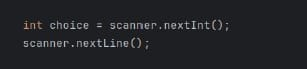 int choice = scanner.nextInt();
scanner.nextLine();